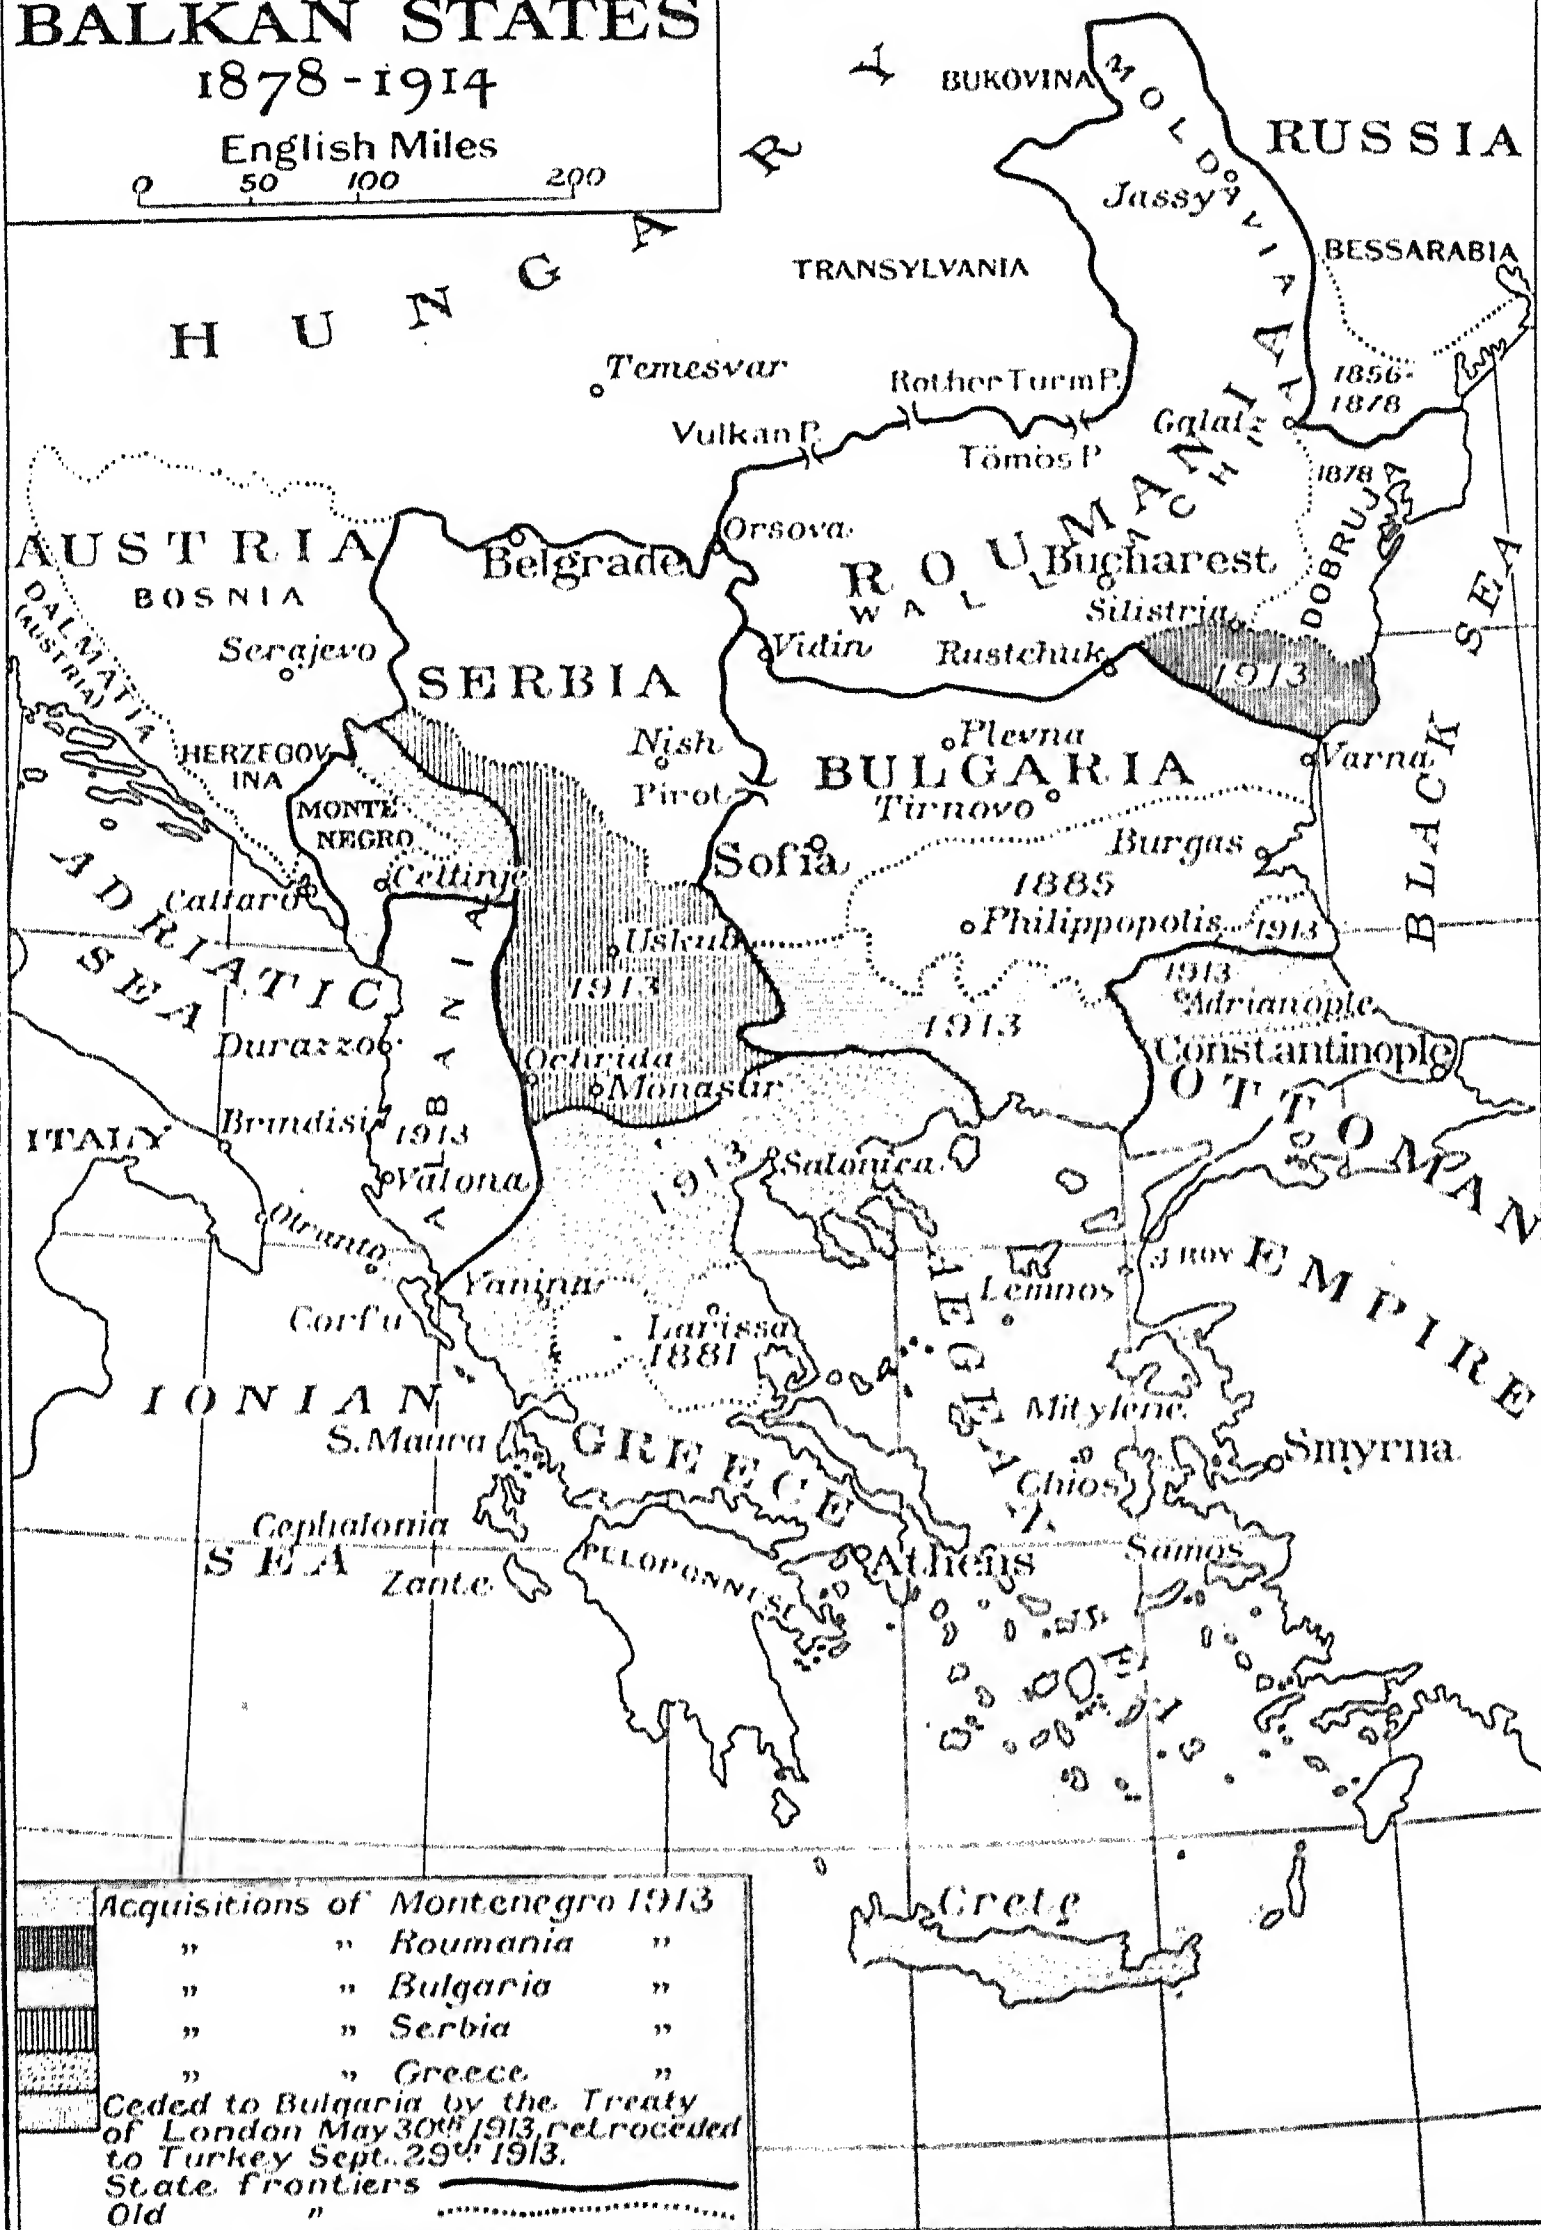 BALKAN STATES
1878-1914
English Miles
0 50 100 200
HUNGARY
BUKOVINA
MOLDAVIA
RUSSIA
Jassy
TRANSYLVANIA
BESSARABIA
Temesvar
Rother Turm P.
1856-
1878
Vulkan P.
Tömös P
Galatz
1878
AUSTRIA
Belgrade
Orsova
ROUMANIA
WALLACHIA
Bucharest
DOBRUJA
BOSNIA
DALMATIA
(AUSTRIA)
Silistria
Serajevo
SERBIA
Vidin
Rustchuk
1913
BLACK SEA
HERZEGOV
INA
Nish
Plevna
Varna
BULGARIA
Pirot
Tirnovo
MONTE
NEGRO
Sofia
Burgas
1885
Cettinje
Cattaro
Philippopolis
1913
ADRIATIC
SEA
Uskub
1913
1913
Adrianople
1913
ALBANIA
Durazzo
Ochrida
Constantinople
Monastir
OTTOMAN
EMPIRE
Brindisi
ITALY
1913
1913
Salonica
Valona
Otranto
Yanina
Lemnos
Corfu
Larissa
1881
AEGEAN
IONIAN
SEA
Mitylene
S. Maura
GREECE
Smyrna
Chios
Cephalonia
Athens
Samos
Zante
PELOPONNESE
Crete
Acquisitions of Montenegro 1913
" " Roumania "
" " Bulgaria "
" " Serbia "
" " Greece "
Ceded to Bulgaria by the Treaty
of London May 30th 1913, retroceded
to Turkey Sept. 29th 1913.
State frontiers
Old "